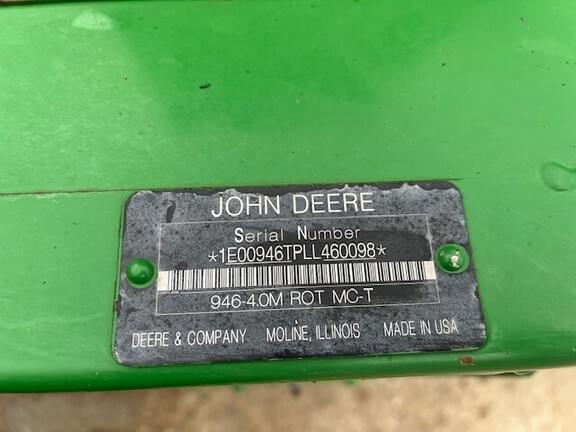 JOHN DEERE
Serial Number
*1E00946TPLL460098*
946-4.0M ROT MC-T
DEERE & COMPANY MOLINE, ILLINOIS MADE IN USA